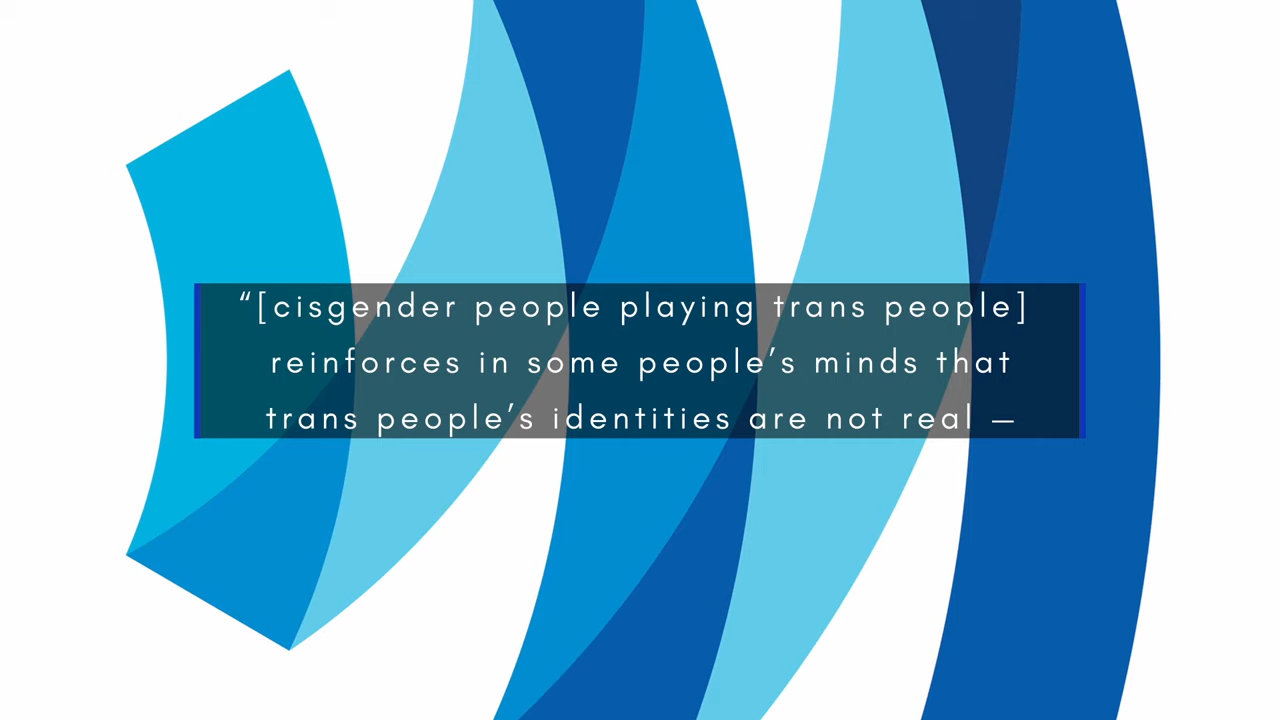 “[cisgender people playing trans people]
reinforces in some people’s minds that
trans people’s identities are not real —